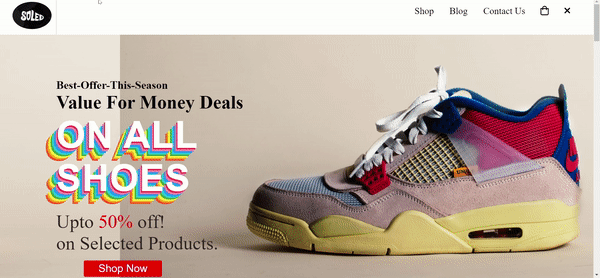 SOLED
Shop
Blog
Contact Us
Best-Offer-This-Season
Value For Money Deals
ON ALL
SHOES
Upto 50% off!
on Selected Products.
Shop Now